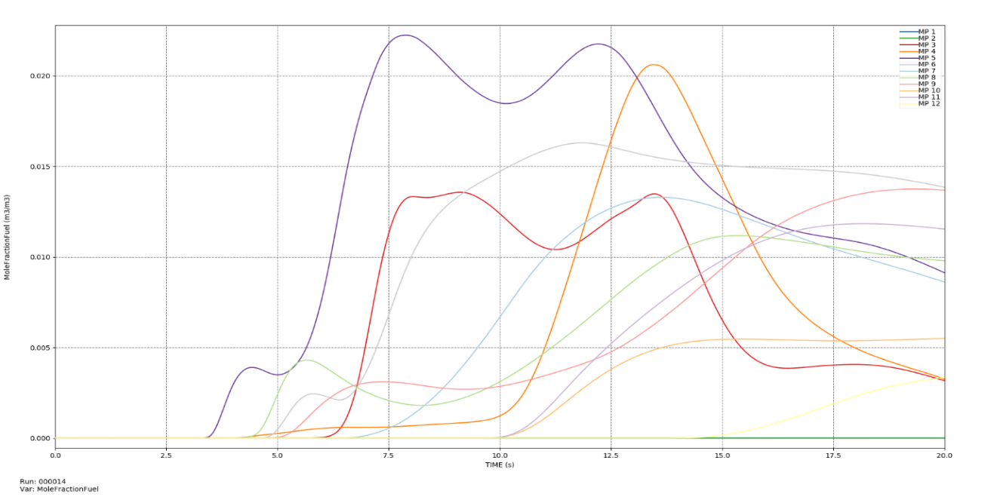 MoleFractionFuel (m3/m3)
0.020
0.015
0.010
0.005
0.000
MP 1
MP 2
MP 3
MP 4
MP 5
MP 6
MP 7
MP 8
MP 9
MP 10
MP 11
MP 12
0.0 2.5 5.0 7.5 10.0 12.5 15.0 17.5 20.0
TIME (s)
Run: 000014
Var: MoleFractionFuel